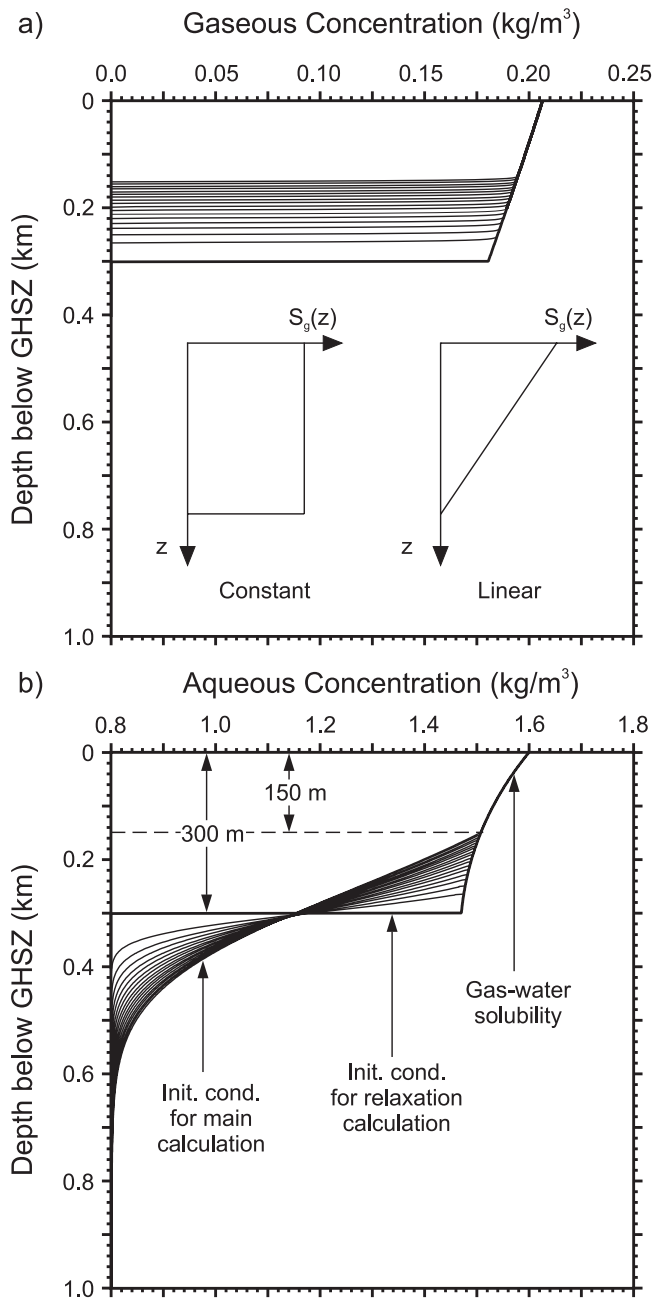 a)
Gaseous Concentration (kg/m³)
0.0 0.05 0.10 0.15 0.20 0.25
0
0.2
0.4
0.6
0.8
1.0
Depth below GHSZ (km)
S_g(z) S_g(z)
z z
Constant Linear
b)
Aqueous Concentration (kg/m³)
0.8 1.0 1.2 1.4 1.6 1.8
0
0.2
0.4
0.6
0.8
1.0
Depth below GHSZ (km)
150 m
300 m
Gas-water
solubility
Init. cond.
for main
calculation
Init. cond.
for relaxation
calculation